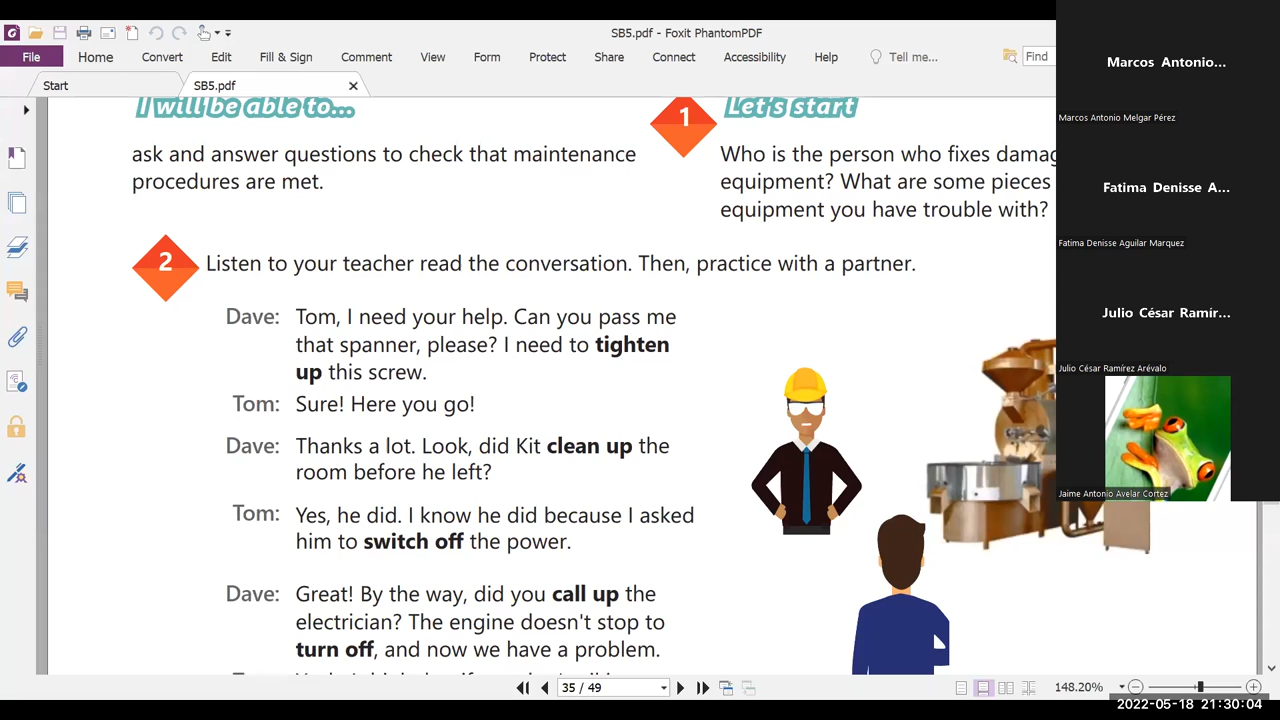 SB5.pdf - Foxit PhantomPDF
File Home Convert Edit Fill & Sign Comment View Form Protect Share Connect Accessibility Help Tell me... Find
Start SB5.pdf
I will be able to...
ask and answer questions to check that maintenance
procedures are met.
1 Let's start
Who is the person who fixes damag
equipment? What are some pieces
equipment you have trouble with?
2 Listen to your teacher read the conversation. Then, practice with a partner.
Dave: Tom, I need your help. Can you pass me
that spanner, please? I need to tighten
up this screw.
Tom: Sure! Here you go!
Dave: Thanks a lot. Look, did Kit clean up the
room before he left?
Tom: Yes, he did. I know he did because I asked
him to switch off the power.
Dave: Great! By the way, did you call up the
electrician? The engine doesn't stop to
turn off, and now we have a problem.
Marcos Antonio...
Marcos Antonio Melgar Pérez
Fatima Denisse A...
Fatima Denisse Aguilar Marquez
Julio César Ramír...
Julio César Ramírez Arévalo
Jaime Antonio Avelar Cortez
35 / 49
148.20%
2022-05-18 21:30:04